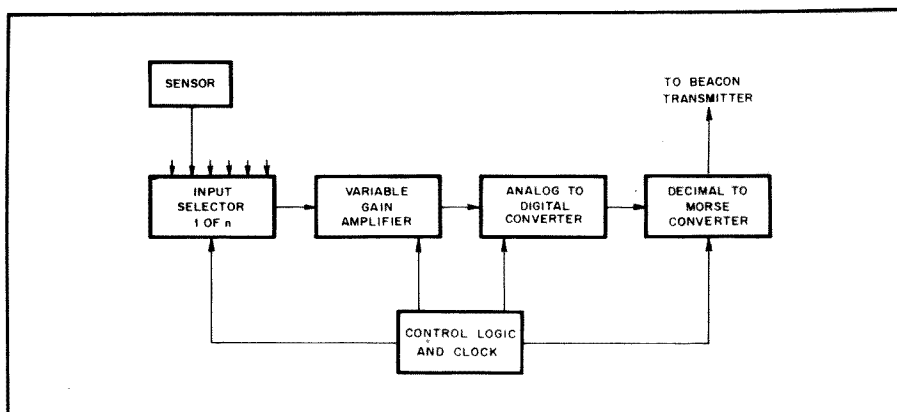 SENSOR
TO BEACON
TRANSMITTER
INPUT
SELECTOR
1 OF n
VARIABLE
GAIN
AMPLIFIER
ANALOG TO
DIGITAL
CONVERTER
DECIMAL TO
MORSE
CONVERTER
CONTROL LOGIC
AND CLOCK